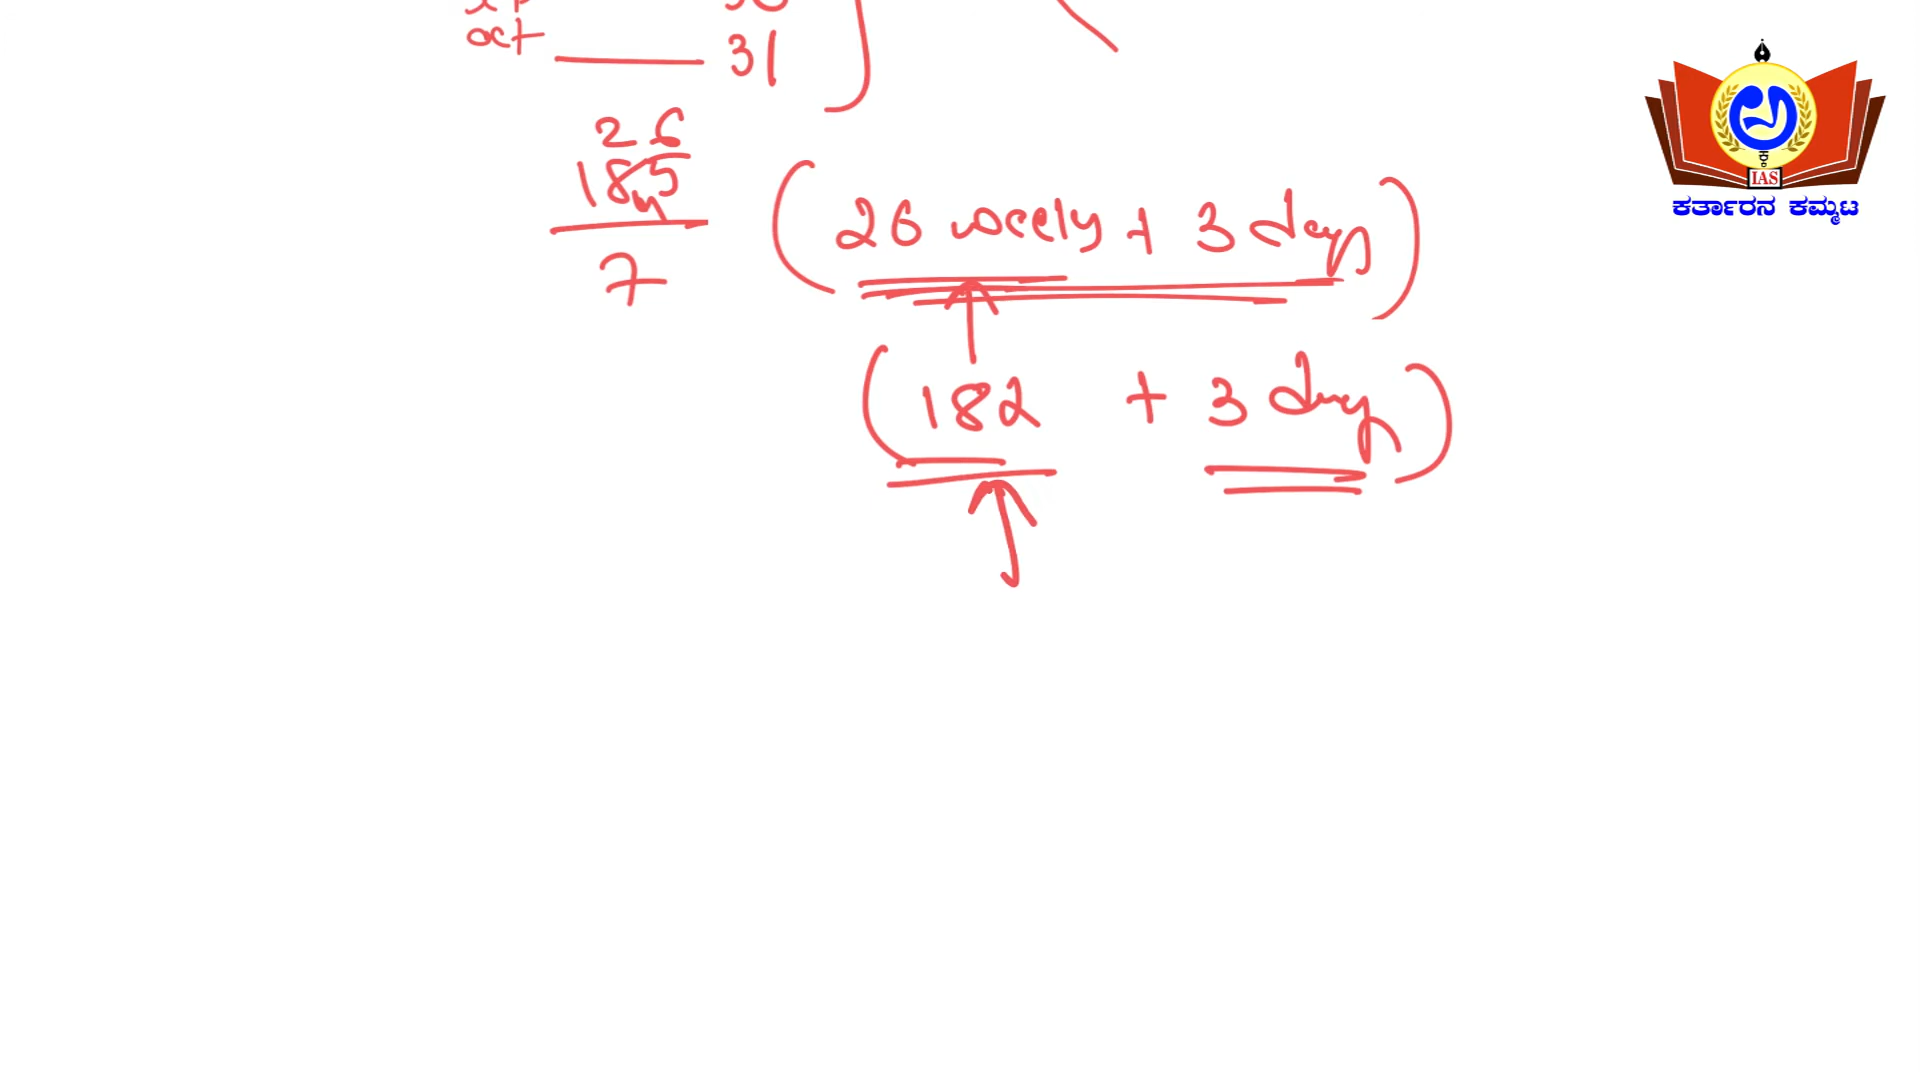 oct 31
26
185
7
(26 weeks + 3 days)
(182 + 3 days)
IAS
ಕರ್ತಾರನ ಕಮ್ಮಟ